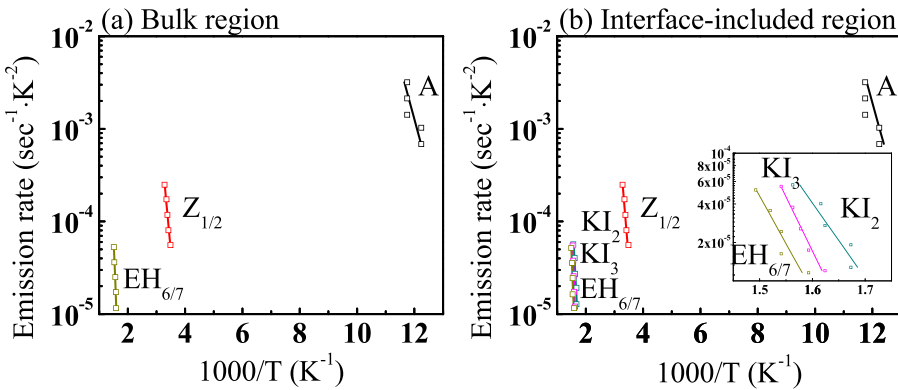 (a) Bulk region
Emission rate (sec⁻¹·K⁻²)
10⁻²
10⁻³
10⁻⁴
10⁻⁵
A
Z₁/₂
EH₆/₇
2 4 6 8 10 12
1000/T (K⁻¹)
(b) Interface-included region
Emission rate (sec⁻¹·K⁻²)
10⁻²
10⁻³
10⁻⁴
10⁻⁵
A
Z₁/₂
KI₂
KI₃
EH₆/₇
10⁻⁴
8x10⁻⁵
6x10⁻⁵
4x10⁻⁵
2x10⁻⁵
KI₃
KI₂
EH₆/₇
1.5 1.6 1.7
2 4 6 8 10 12
1000/T (K⁻¹)